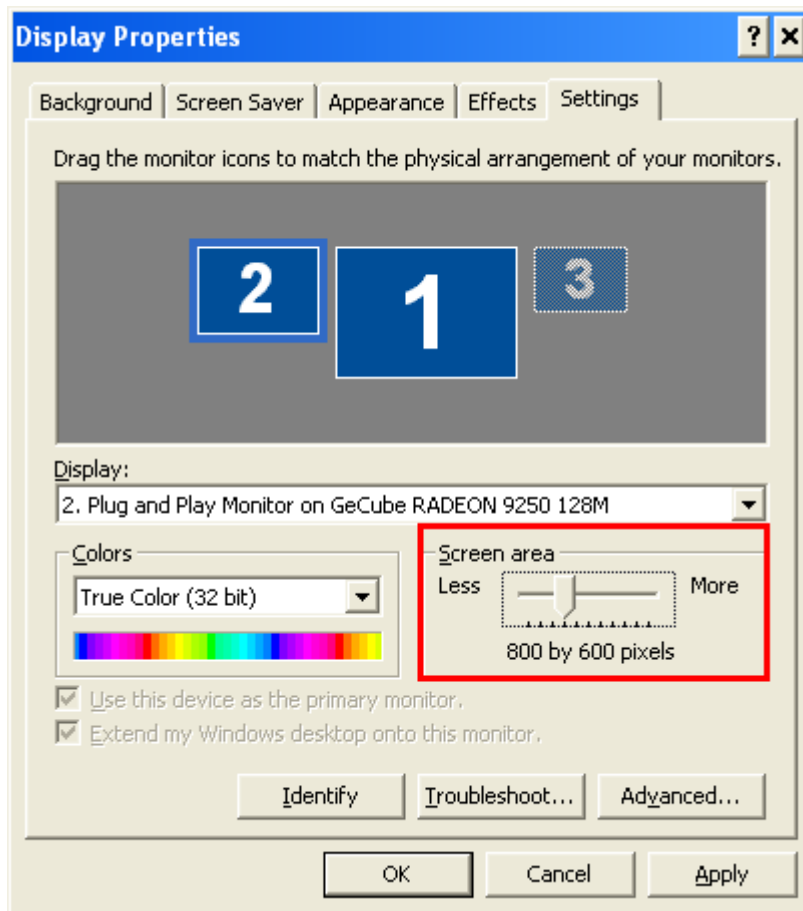 Display Properties
Background Screen Saver Appearance Effects Settings
Drag the monitor icons to match the physical arrangement of your monitors.
2 1 3
Display:
2. Plug and Play Monitor on GeCube RADEON 9250 128M
Colors
True Color (32 bit)
Screen area
Less More
800 by 600 pixels
Use this device as the primary monitor.
Extend my Windows desktop onto this monitor.
Identify Troubleshoot... Advanced...
OK Cancel Apply